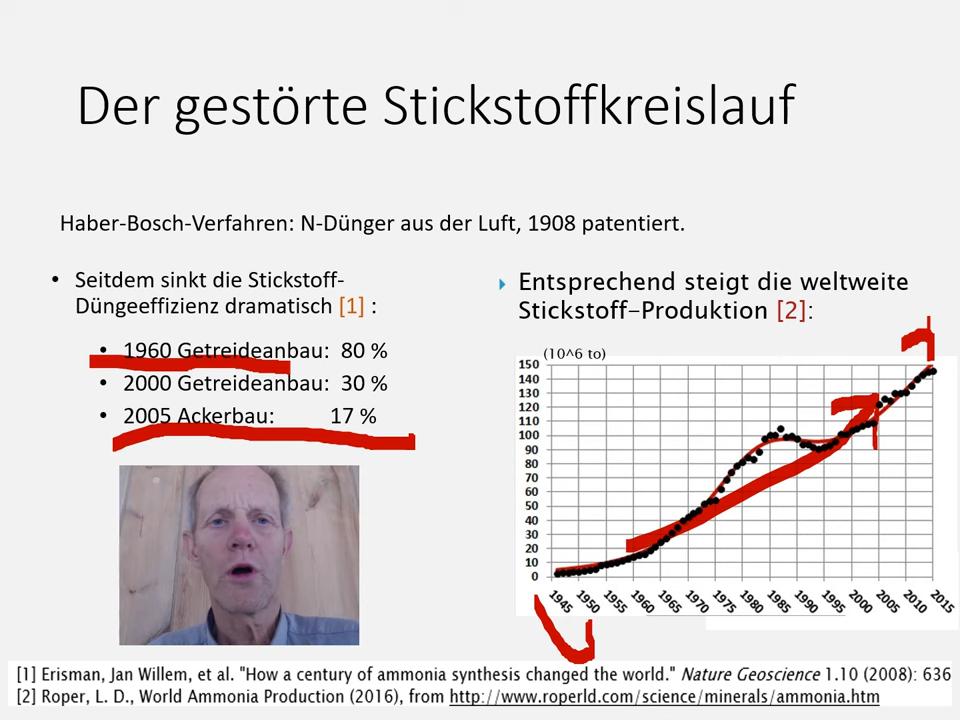 Der gestörte Stickstoffkreislauf
Haber-Bosch-Verfahren: N-Dünger aus der Luft, 1908 patentiert.
• Seitdem sinkt die Stickstoff-
Düngeeffizienz dramatisch [1] :
• 1960 Getreideanbau: 80 %
• 2000 Getreideanbau: 30 %
• 2005 Ackerbau: 17 %
Entsprechend steigt die weltweite
Stickstoff-Produktion [2]:
(10^6 to)
150
140
130
120
110
100
90
80
70
60
50
40
30
20
10
0
1945 1950 1955 1960 1965 1970 1975 1980 1985 1990 1995 2000 2005 2010 2015
[1] Erisman, Jan Willem, et al. "How a century of ammonia synthesis changed the world." Nature Geoscience 1.10 (2008): 636
[2] Roper, L. D., World Ammonia Production (2016), from http://www.roperld.com/science/minerals/ammonia.htm